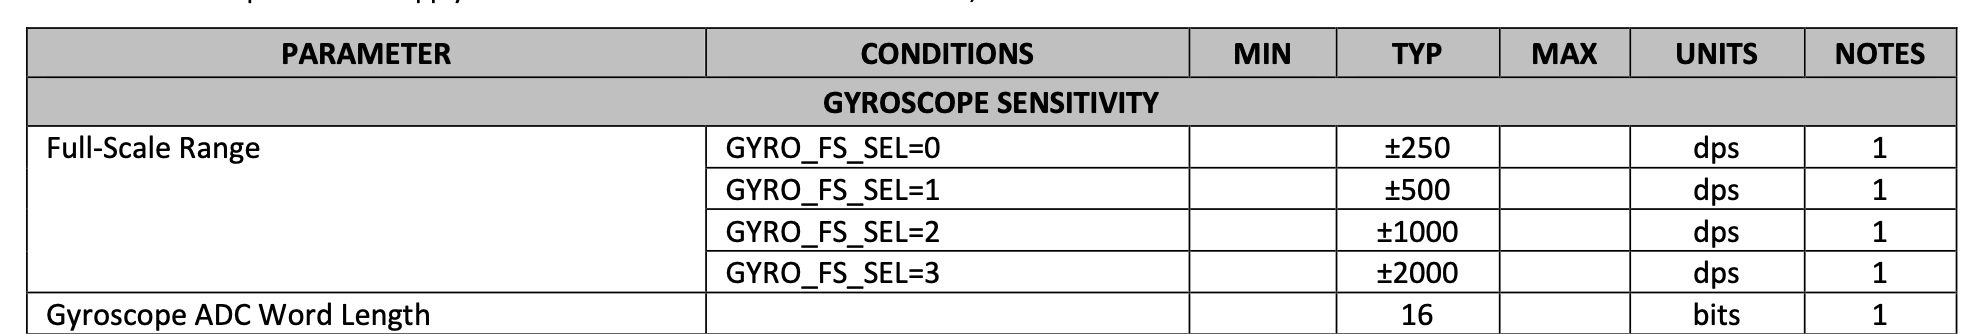 PARAMETER CONDITIONS MIN TYP MAX UNITS NOTES
GYROSCOPE SENSITIVITY
Full-Scale Range GYRO_FS_SEL=0 ±250 dps 1
GYRO_FS_SEL=1 ±500 dps 1
GYRO_FS_SEL=2 ±1000 dps 1
GYRO_FS_SEL=3 ±2000 dps 1
Gyroscope ADC Word Length 16 bits 1